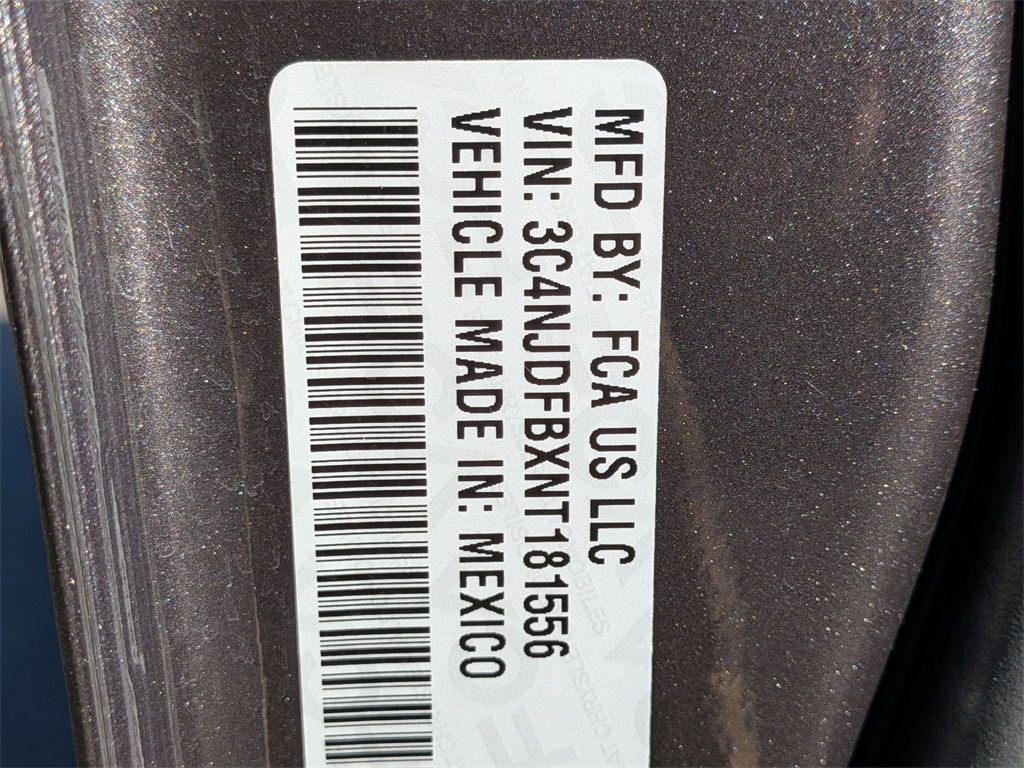 MFD BY: FCA US LLC
VIN: 3C4NJDFBXNT181556
VEHICLE MADE IN: MEXICO